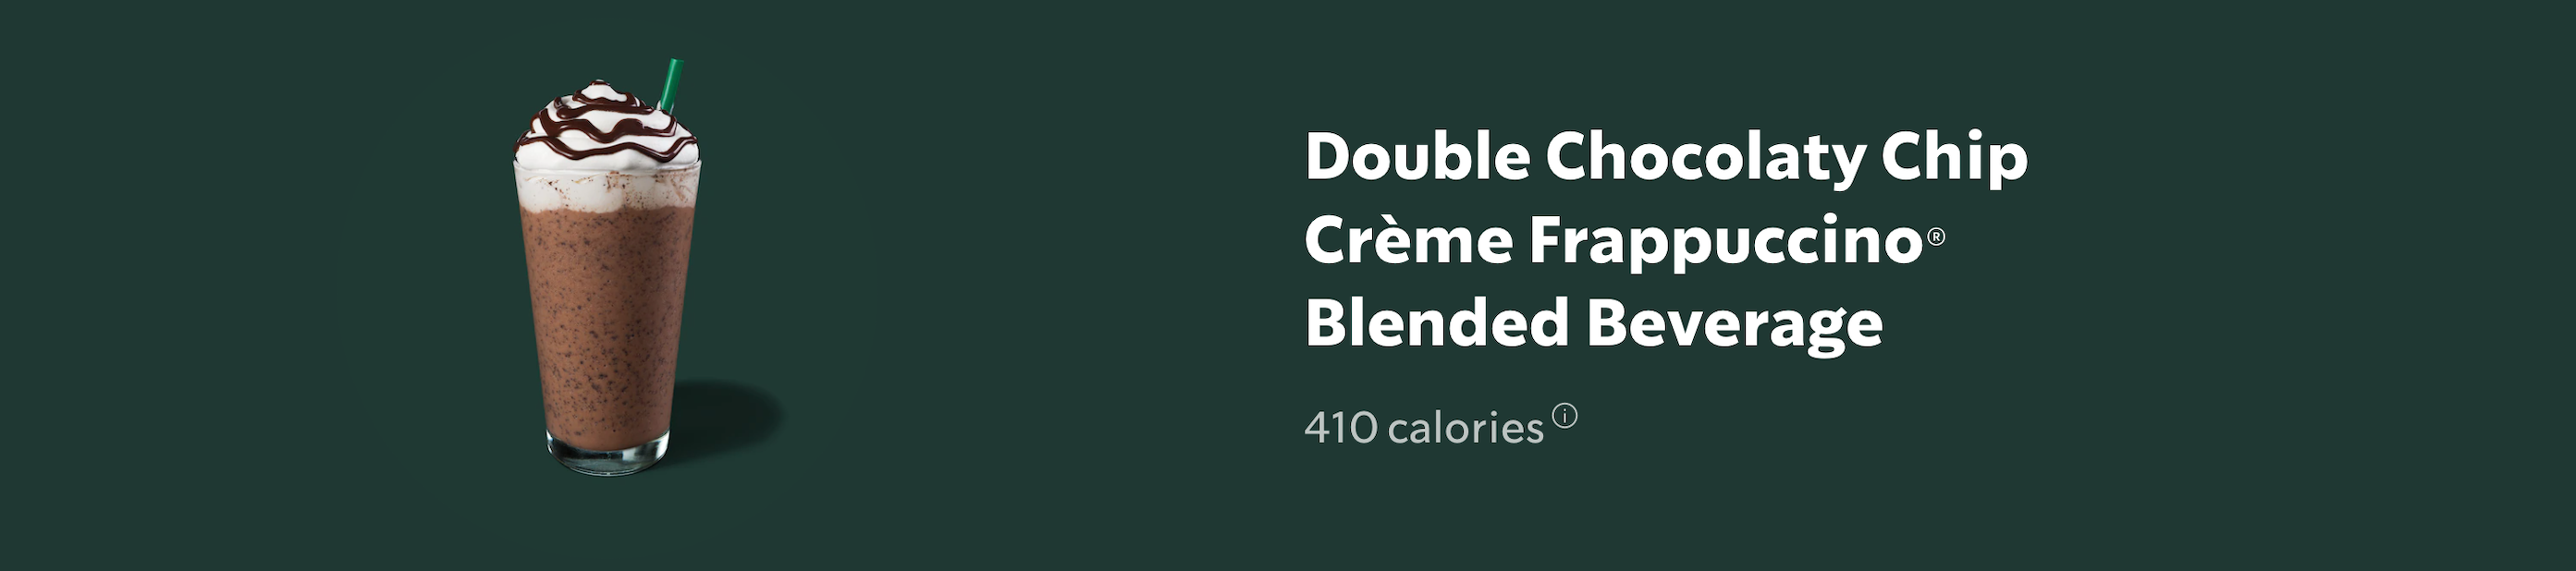 Double Chocolaty Chip
Crème Frappuccino®
Blended Beverage
410 calories ⓘ